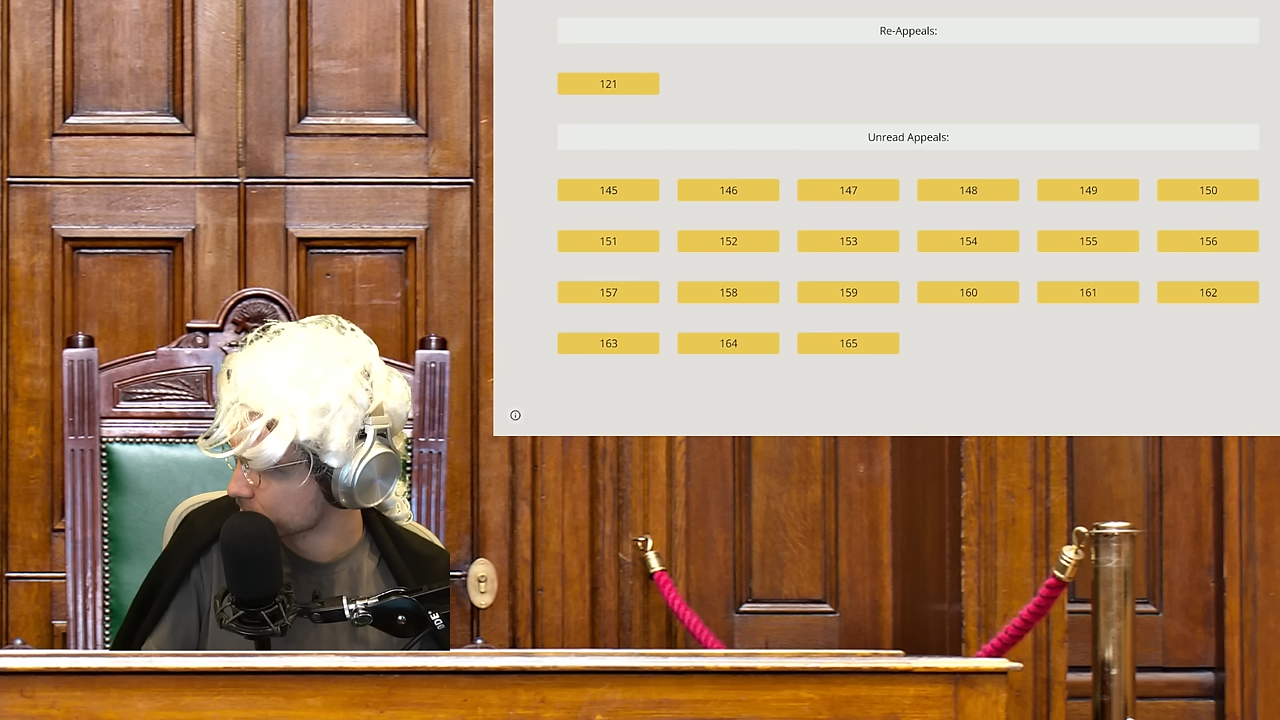 Re-Appeals:
121
Unread Appeals:
145 146 147 148 149 150
151 152 153 154 155 156
157 158 159 160 161 162
163 164 165